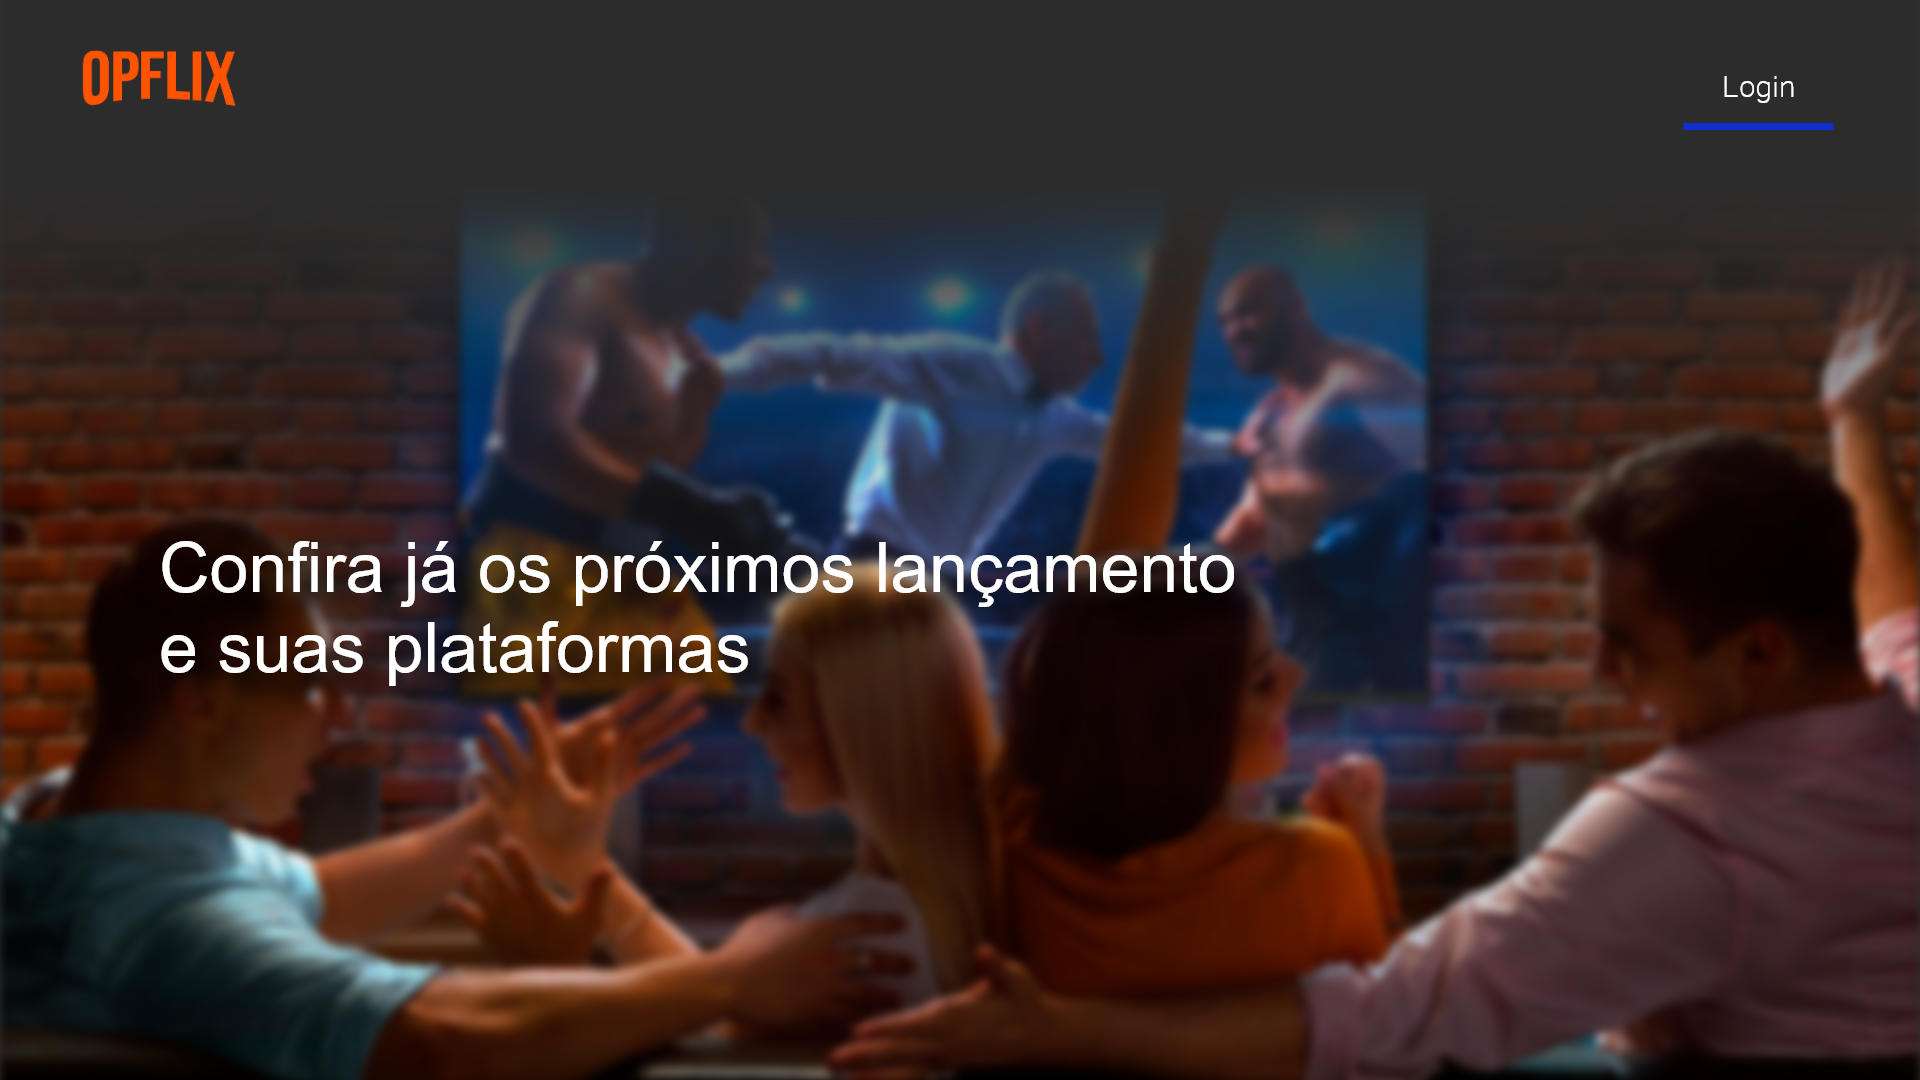 OPFLIX
Login
Confira já os próximos lançamento
e suas plataformas